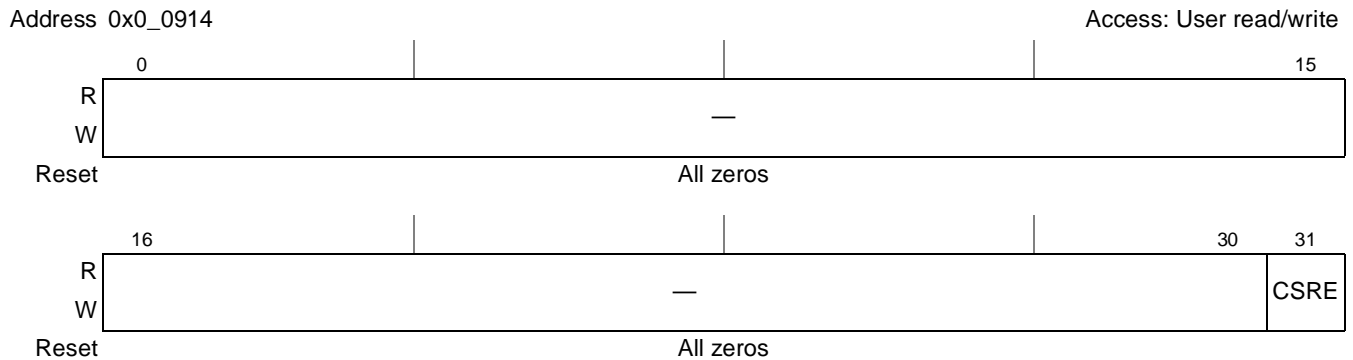 Address 0x0_0914 Access: User read/write
0 15
R
—
W
Reset All zeros
16 30 31
R
— CSRE
W
Reset All zeros